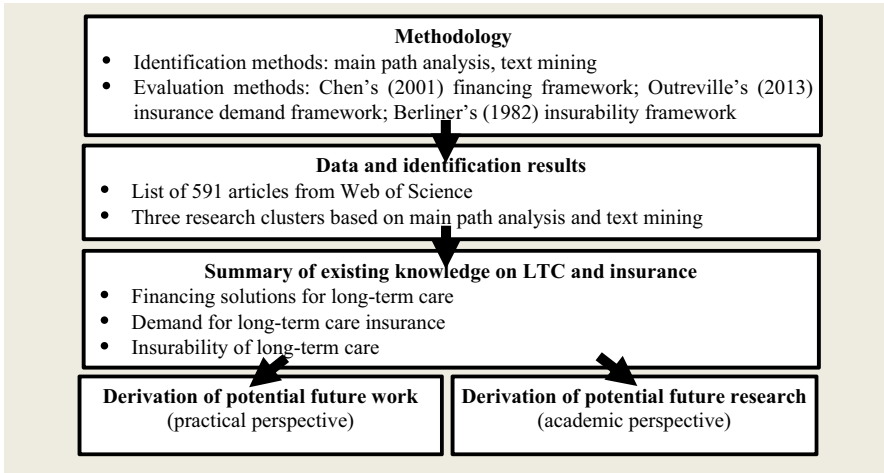 Methodology
• Identification methods: main path analysis, text mining
• Evaluation methods: Chen's (2001) financing framework; Outreville's (2013)
insurance demand framework; Berliner's (1982) insurability framework
Data and identification results
• List of 591 articles from Web of Science
• Three research clusters based on main path analysis and text mining
Summary of existing knowledge on LTC and insurance
• Financing solutions for long-term care
• Demand for long-term care insurance
• Insurability of long-term care
Derivation of potential future work
(practical perspective)
Derivation of potential future research
(academic perspective)